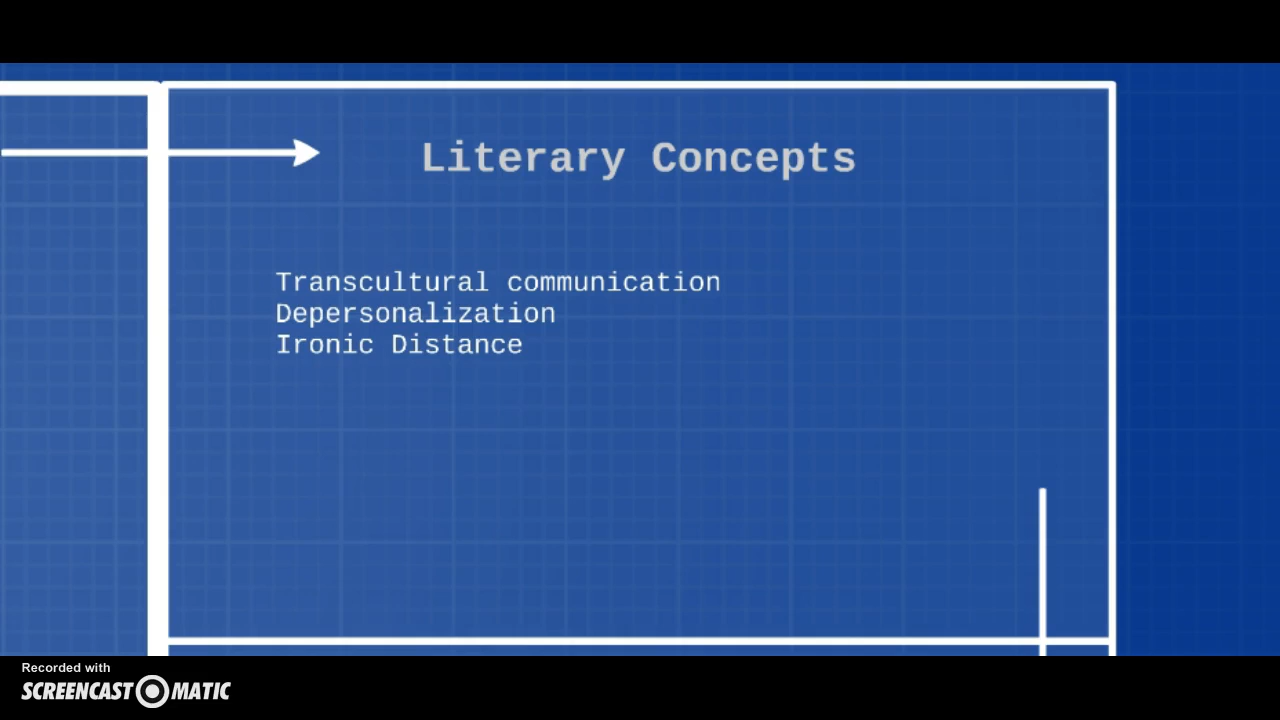 Literary Concepts
Transcultural communication
Depersonalization
Ironic Distance
Recorded with
SCREENCAST MATIC